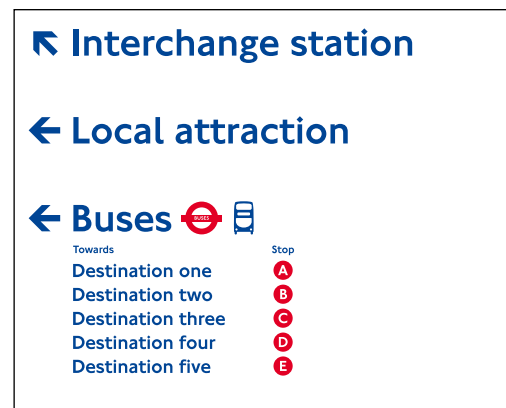 Interchange station
Local attraction
Buses BUSES
Towards Stop
Destination one A
Destination two B
Destination three C
Destination four D
Destination five E